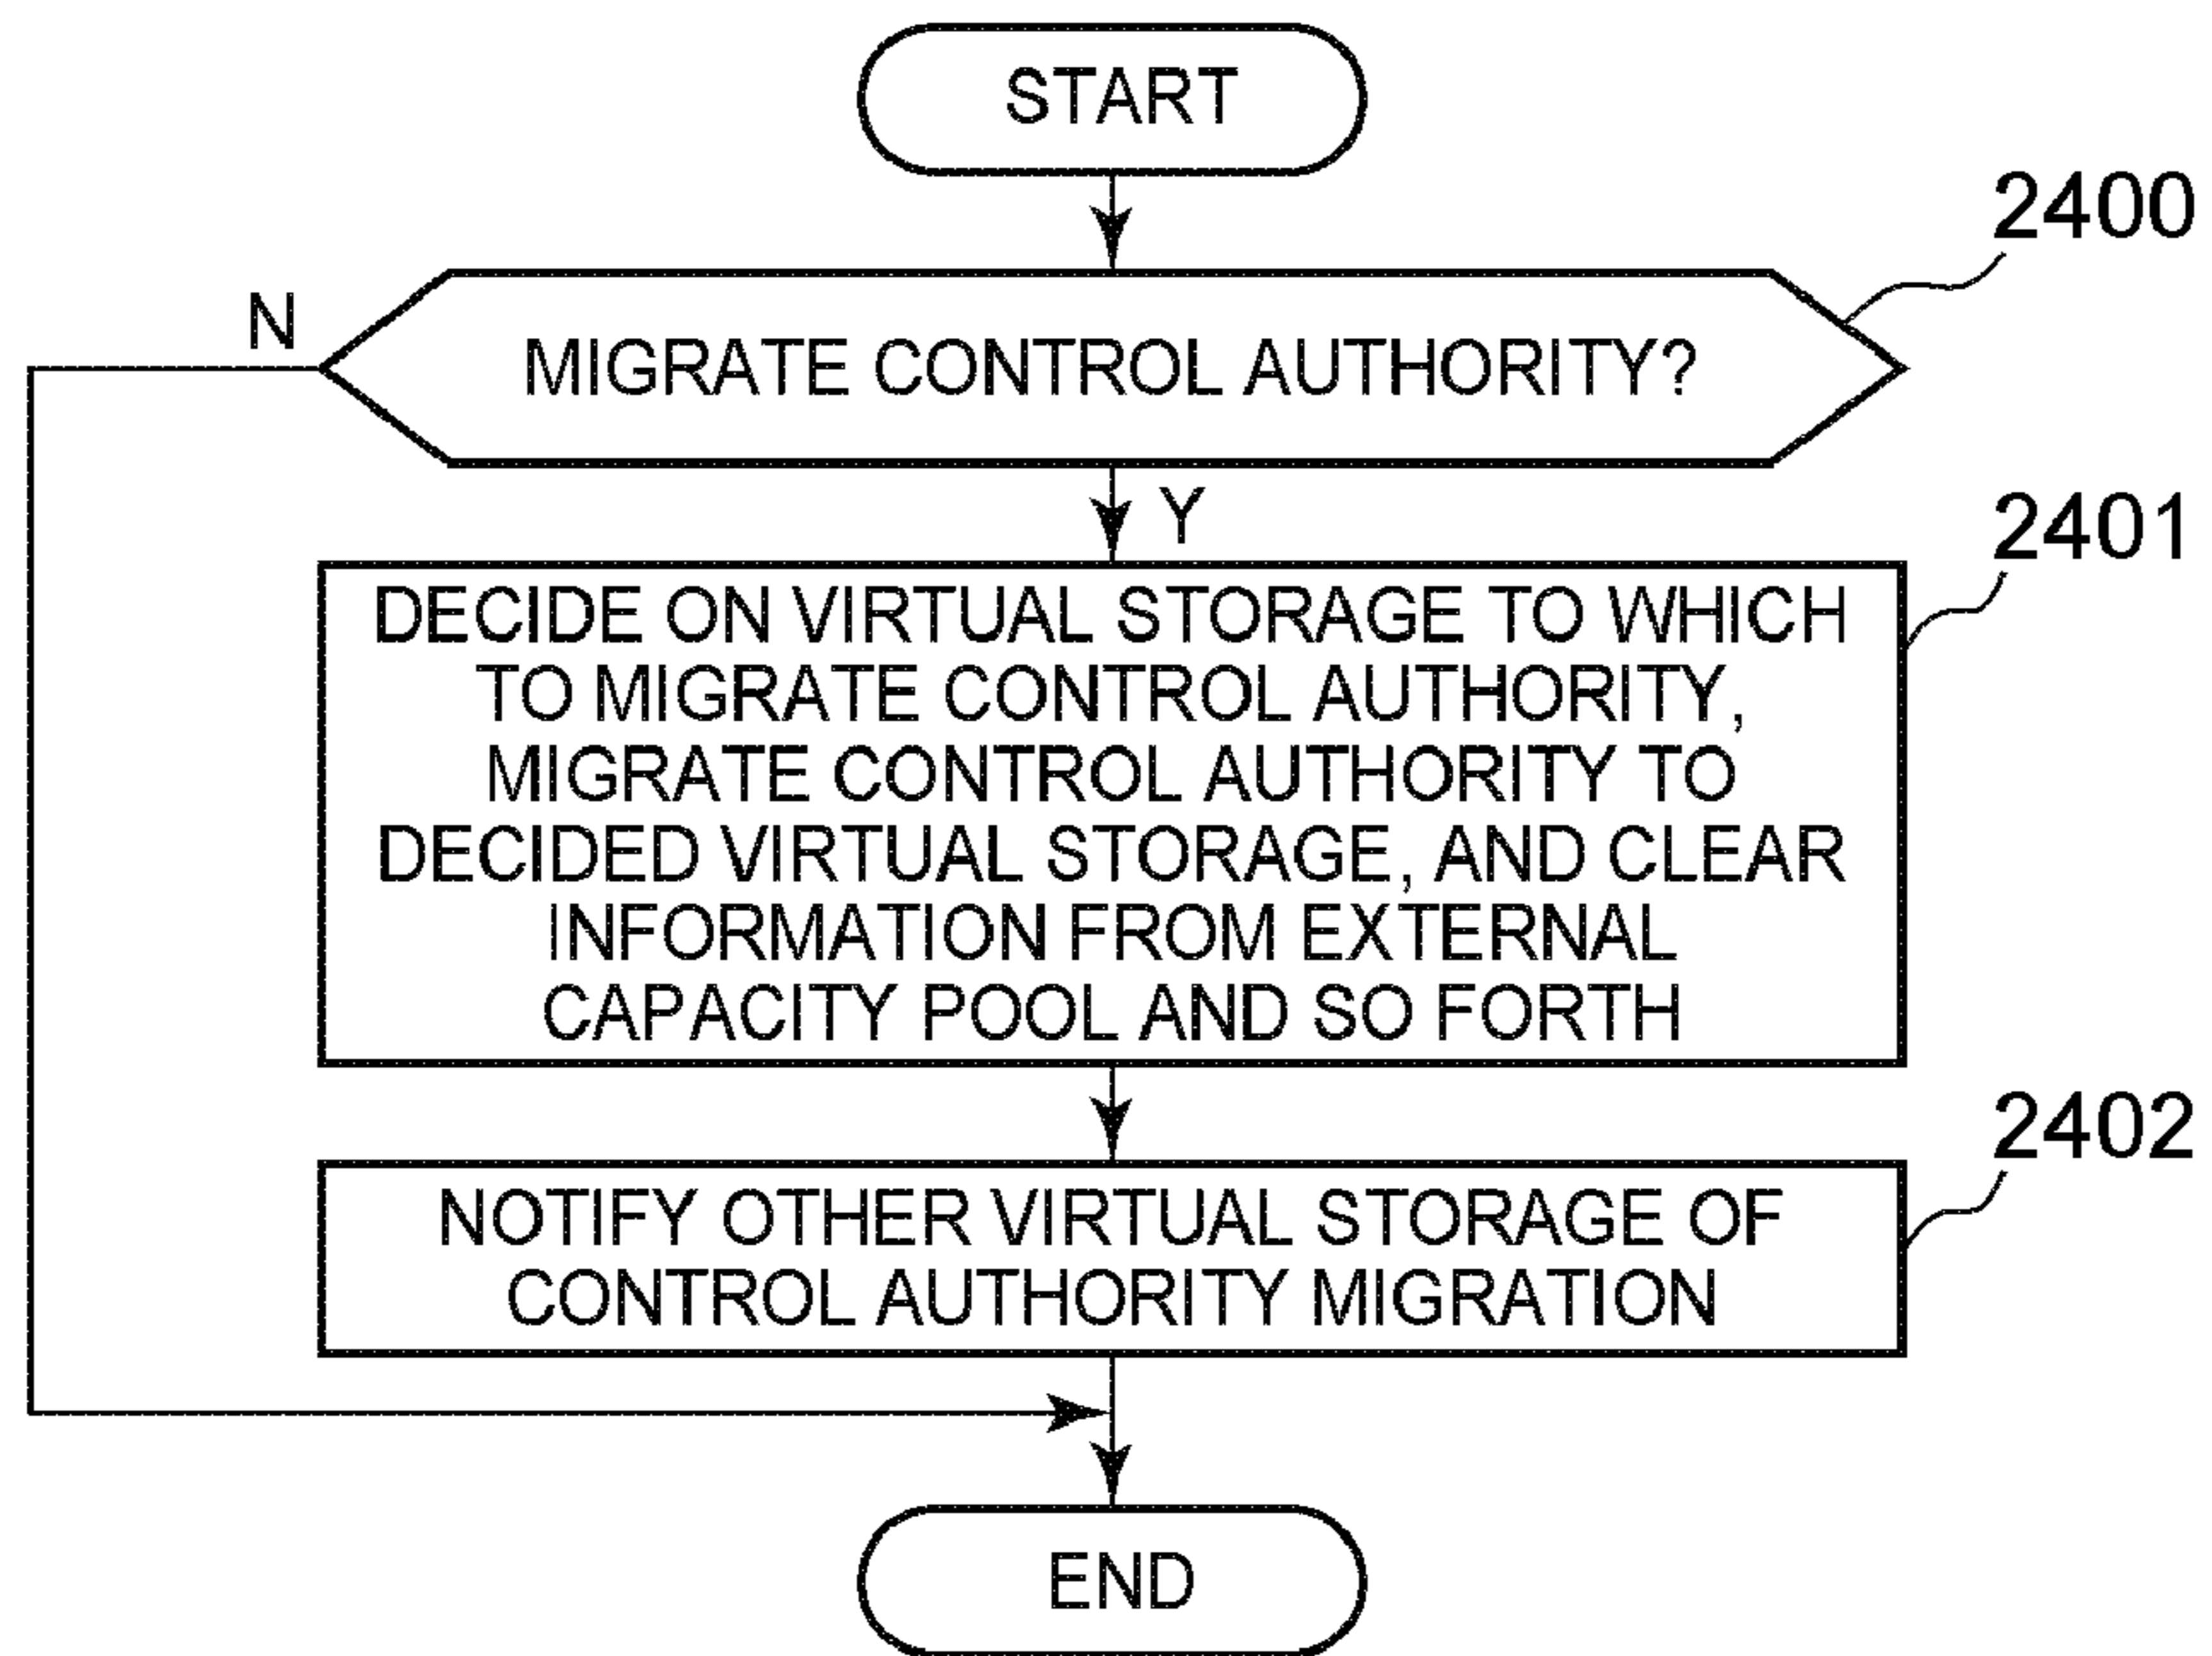 START
2400
N
MIGRATE CONTROL AUTHORITY?
Y
2401
DECIDE ON VIRTUAL STORAGE TO WHICH
TO MIGRATE CONTROL AUTHORITY,
MIGRATE CONTROL AUTHORITY TO
DECIDED VIRTUAL STORAGE, AND CLEAR
INFORMATION FROM EXTERNAL
CAPACITY POOL AND SO FORTH
2402
NOTIFY OTHER VIRTUAL STORAGE OF
CONTROL AUTHORITY MIGRATION
END